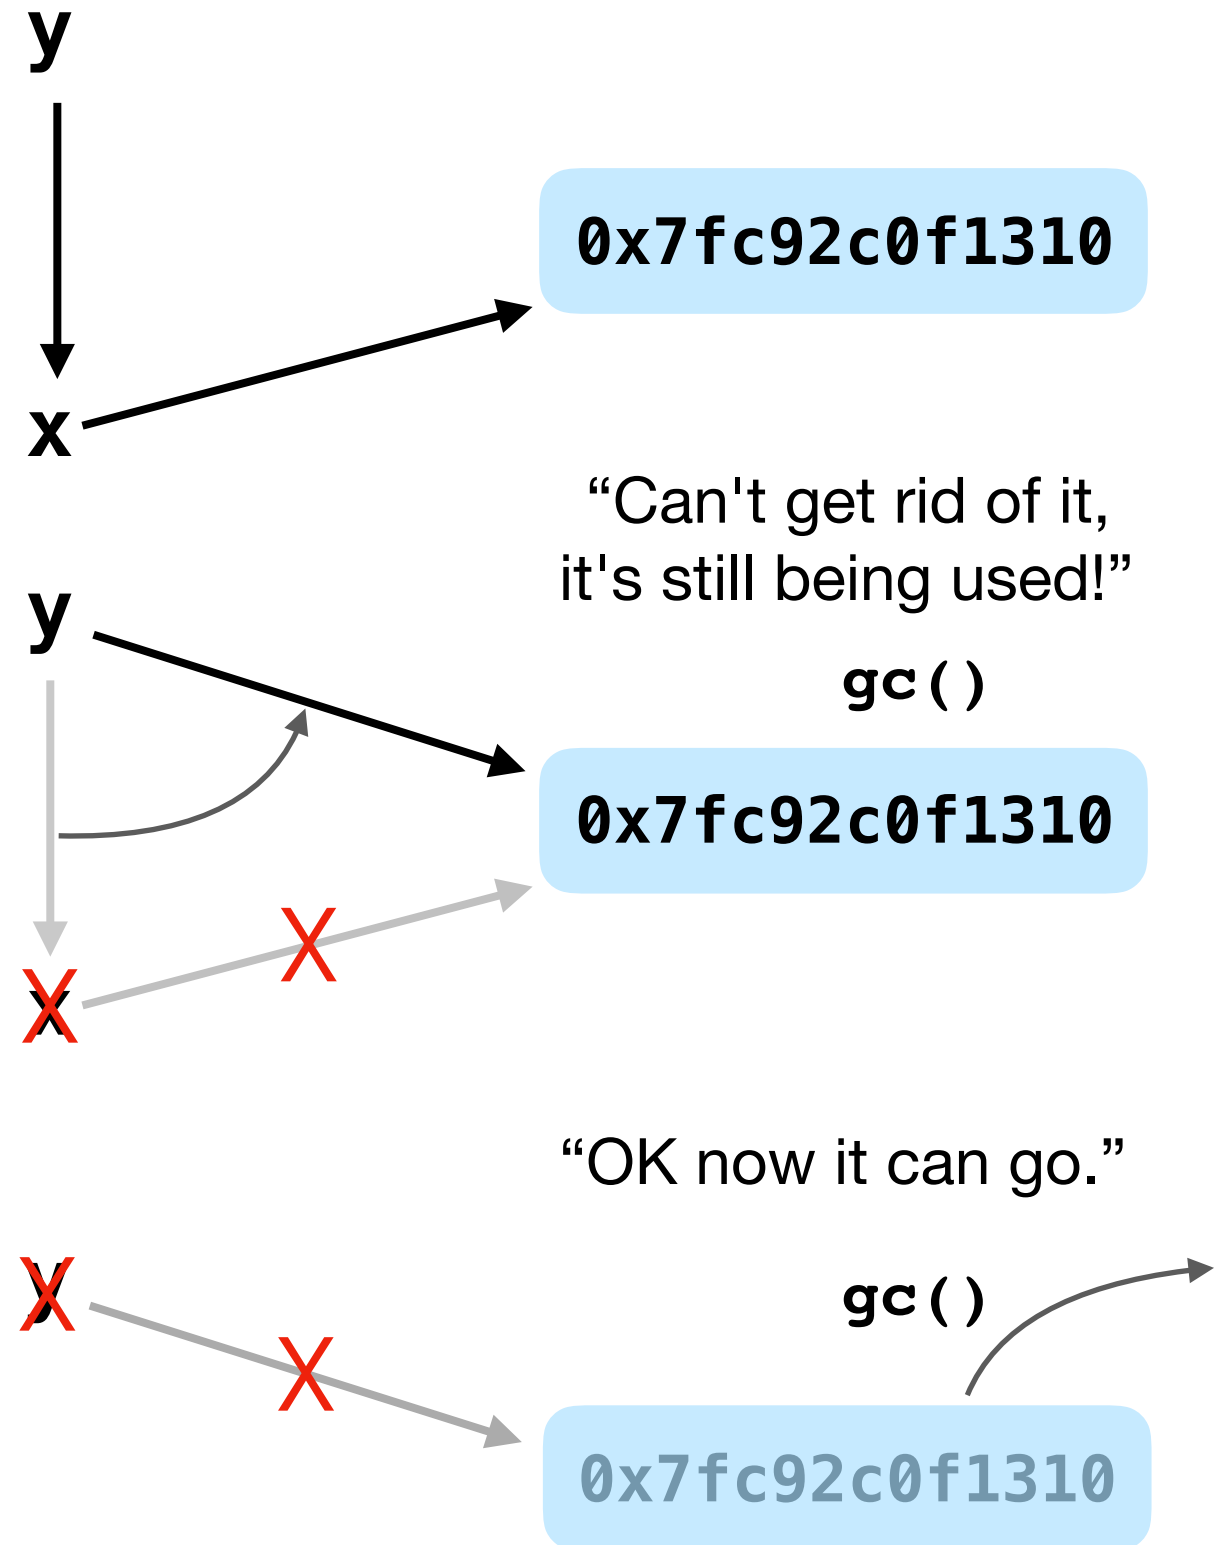 y
0x7fc92c0f1310
x
“Can't get rid of it,
it's still being used!”
y
gc()
0x7fc92c0f1310
X
x
X
“OK now it can go.”
y
X
gc()
X
0x7fc92c0f1310